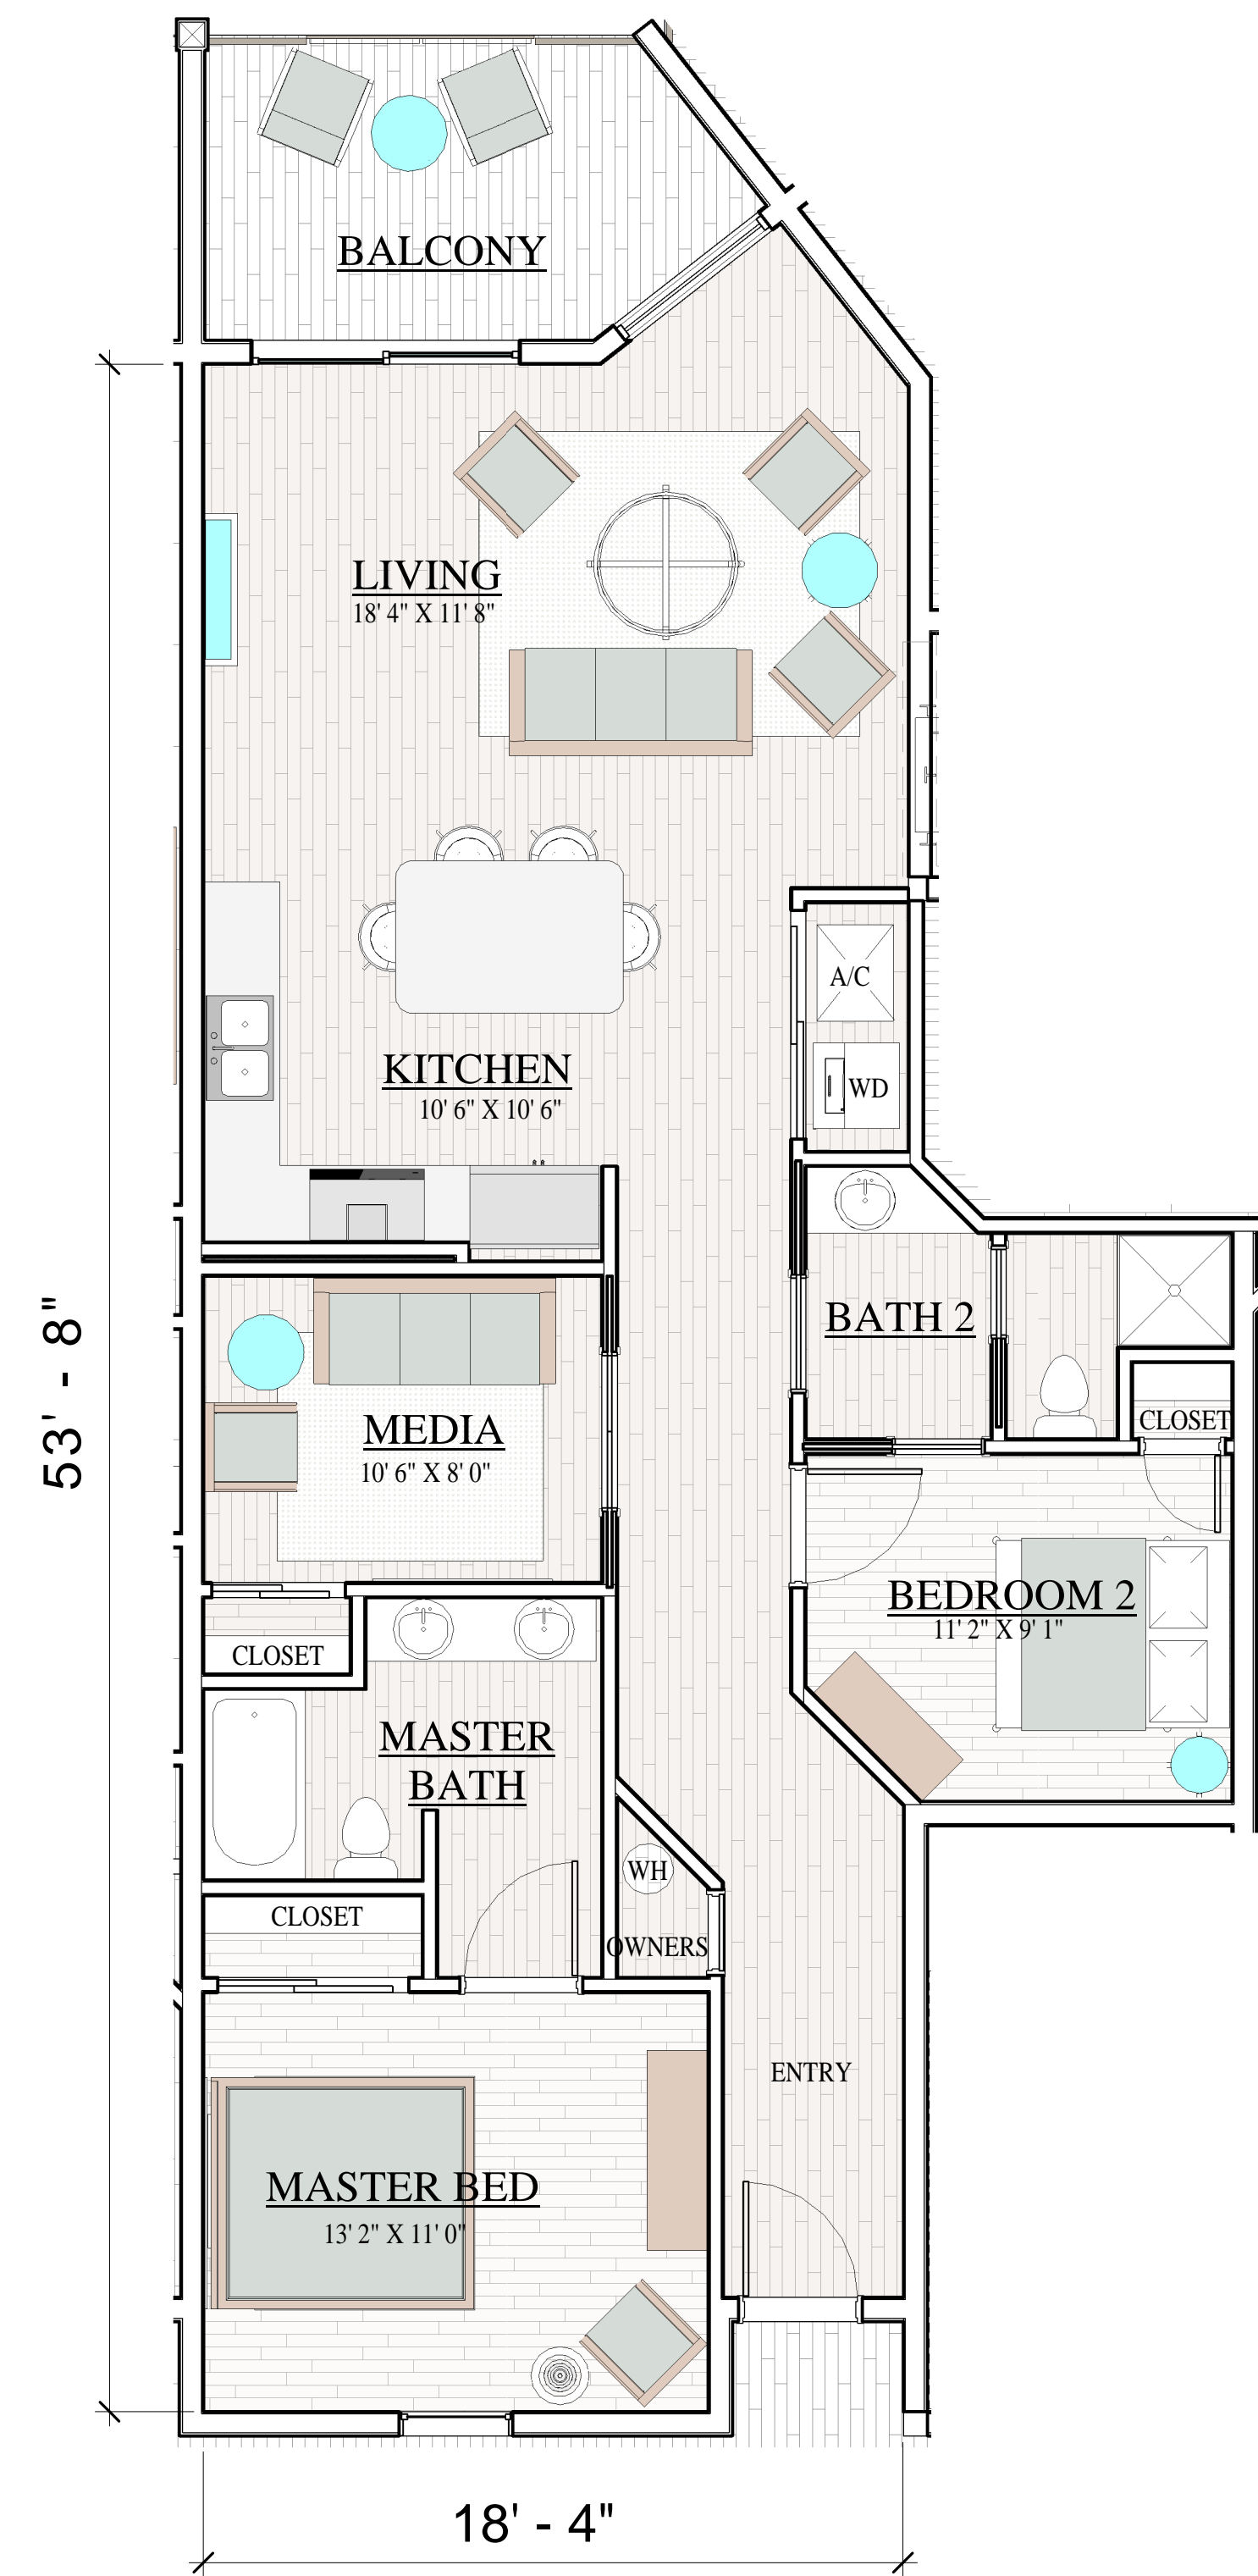 BALCONY
LIVING
18' 4" X 11' 8"
A/C
WD
KITCHEN
10' 6" X 10' 6"
BATH 2
CLOSET
MEDIA
10' 6" X 8' 0"
53' - 8"
BEDROOM 2
11' 2" X 9' 1"
CLOSET
MASTER
BATH
WH
CLOSET
OWNERS
ENTRY
MASTER BED
13' 2" X 11' 0"
18' - 4"